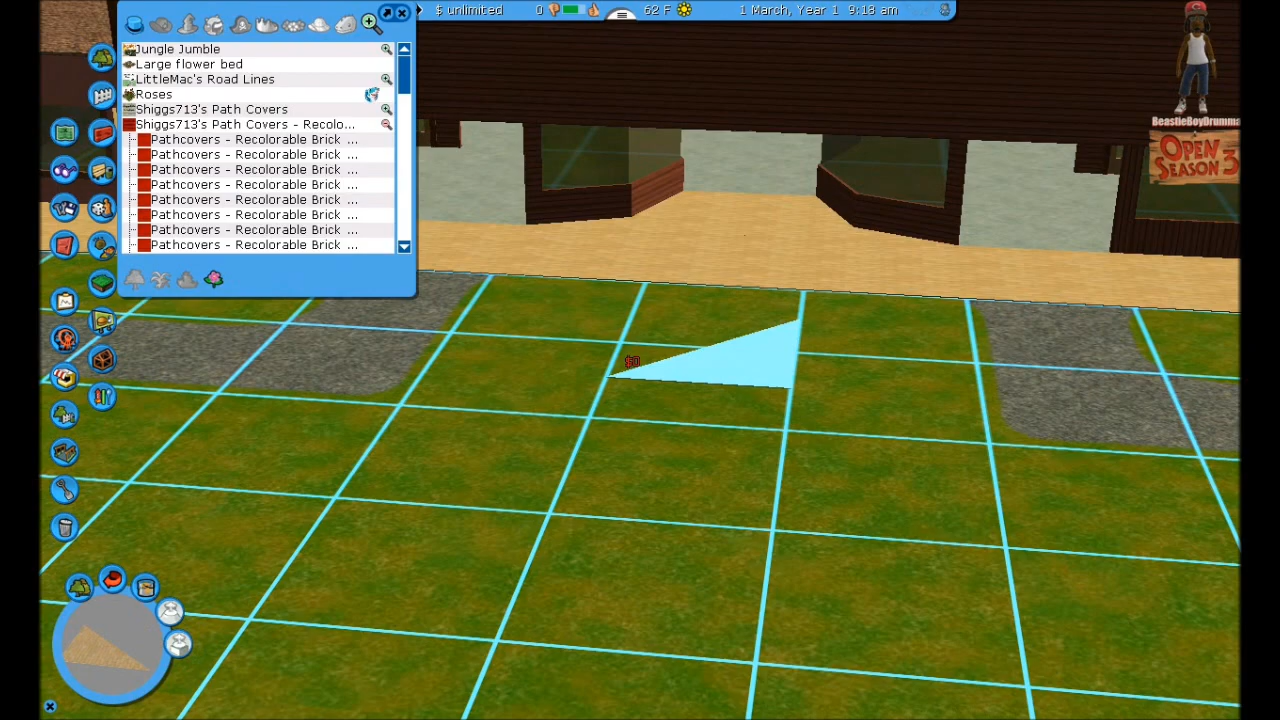 $ unlimited 0 62 F 1 March, Year 1 9:18 am
Jungle Jumble
Large flower bed
LittleMac's Road Lines
Roses
Shiggs713's Path Covers
Shiggs713's Path Covers - Recolo...
Pathcovers - Recolorable Brick ...
Pathcovers - Recolorable Brick ...
Pathcovers - Recolorable Brick ...
Pathcovers - Recolorable Brick ...
Pathcovers - Recolorable Brick ...
Pathcovers - Recolorable Brick ...
Pathcovers - Recolorable Brick ...
Pathcovers - Recolorable Brick ...
$0
BeastieBoyDrumma
OPEN
SEASON 3